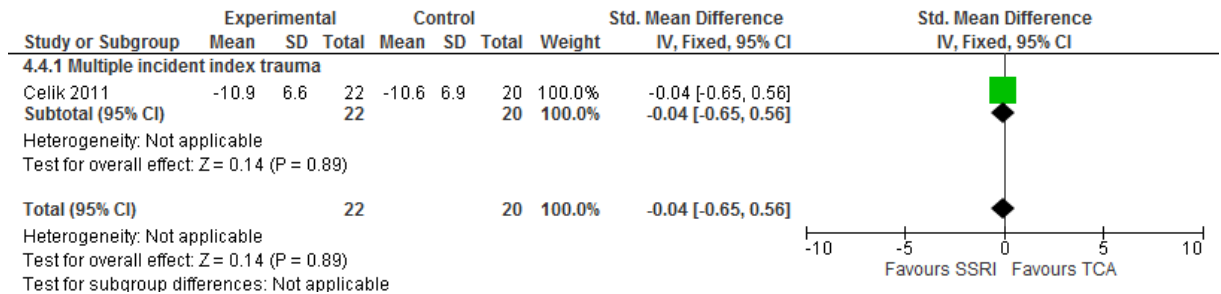 Experimental Control Std. Mean Difference Std. Mean Difference
Study or Subgroup Mean SD Total Mean SD Total Weight IV, Fixed, 95% CI IV, Fixed, 95% CI
4.4.1 Multiple incident index trauma
Celik 2011 -10.9 6.6 22 -10.6 6.9 20 100.0% -0.04 [-0.65, 0.56]
Subtotal (95% CI) 22 20 100.0% -0.04 [-0.65, 0.56]
Heterogeneity: Not applicable
Test for overall effect: Z = 0.14 (P = 0.89)
Total (95% CI) 22 20 100.0% -0.04 [-0.65, 0.56]
Heterogeneity: Not applicable
Test for overall effect: Z = 0.14 (P = 0.89)
Test for subgroup differences: Not applicable
-10 -5 0 5 10
Favours SSRI Favours TCA